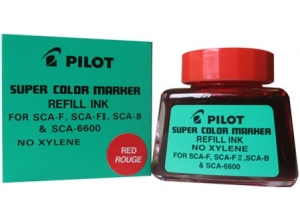 PILOT
SUPER COLOR MARKER
REFILL INK
FOR SCA-F, SCA-FII, SCA-B
& SCA-6600
NO XYLENE
RED
ROUGE
PILOT
SUPER COLOR MARKER
REFILL INK
NO XYLENE
FOR SCA-F, SCA-FII, SCA-B
& SCA-6600